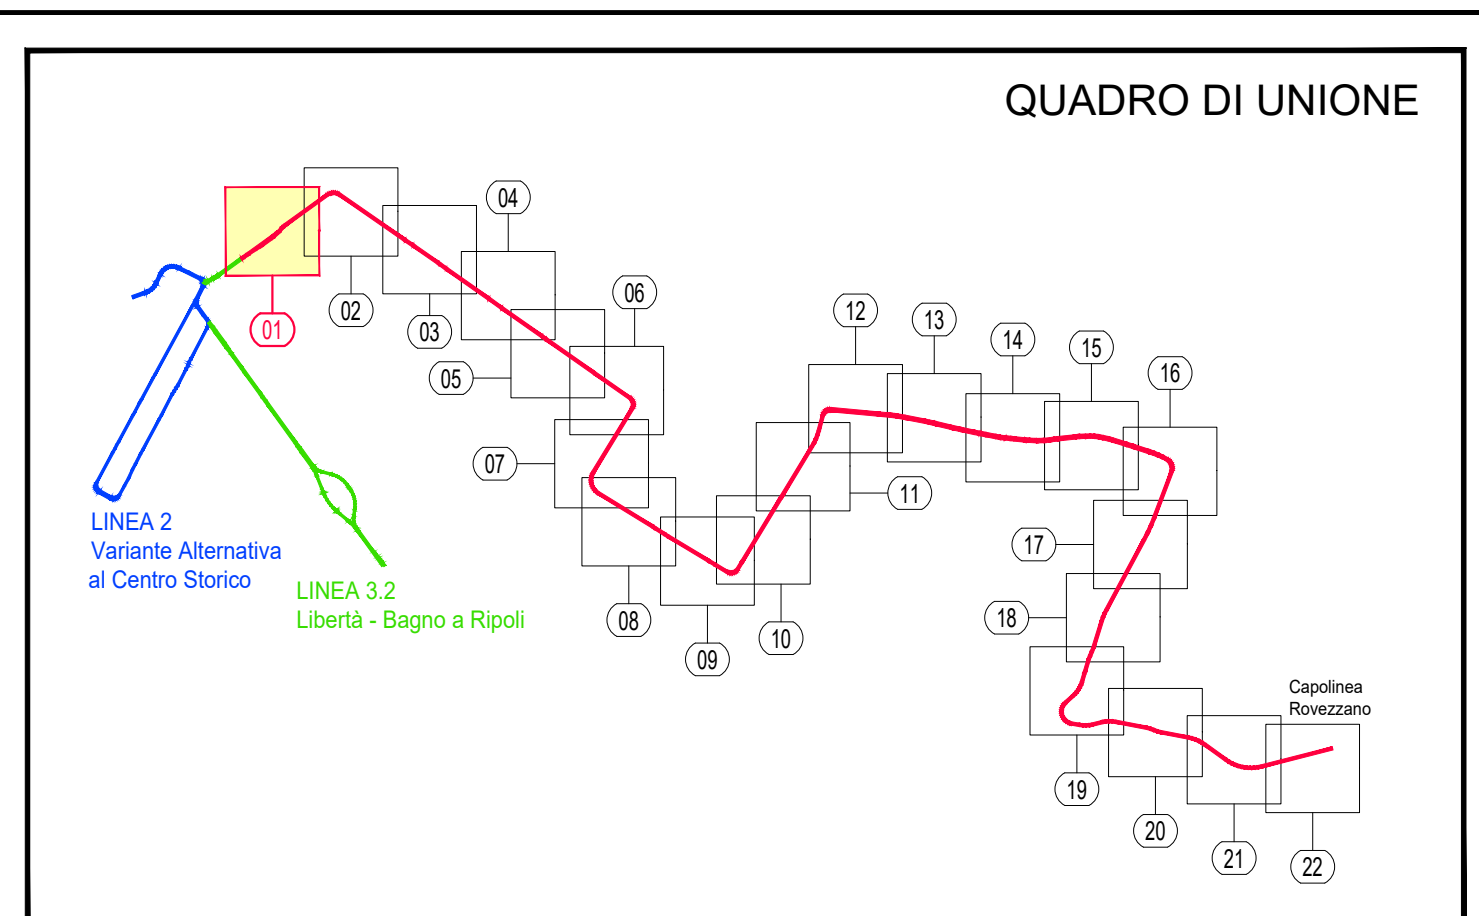 QUADRO DI UNIONE
04
06
12
13
14
15
16
02
03
01
05
07
11
17
18
08
09
10
LINEA 2
Variante Alternativa
al Centro Storico
LINEA 3.2
Libertà - Bagno a Ripoli
Capolinea
Rovezzano
19
20
21
22